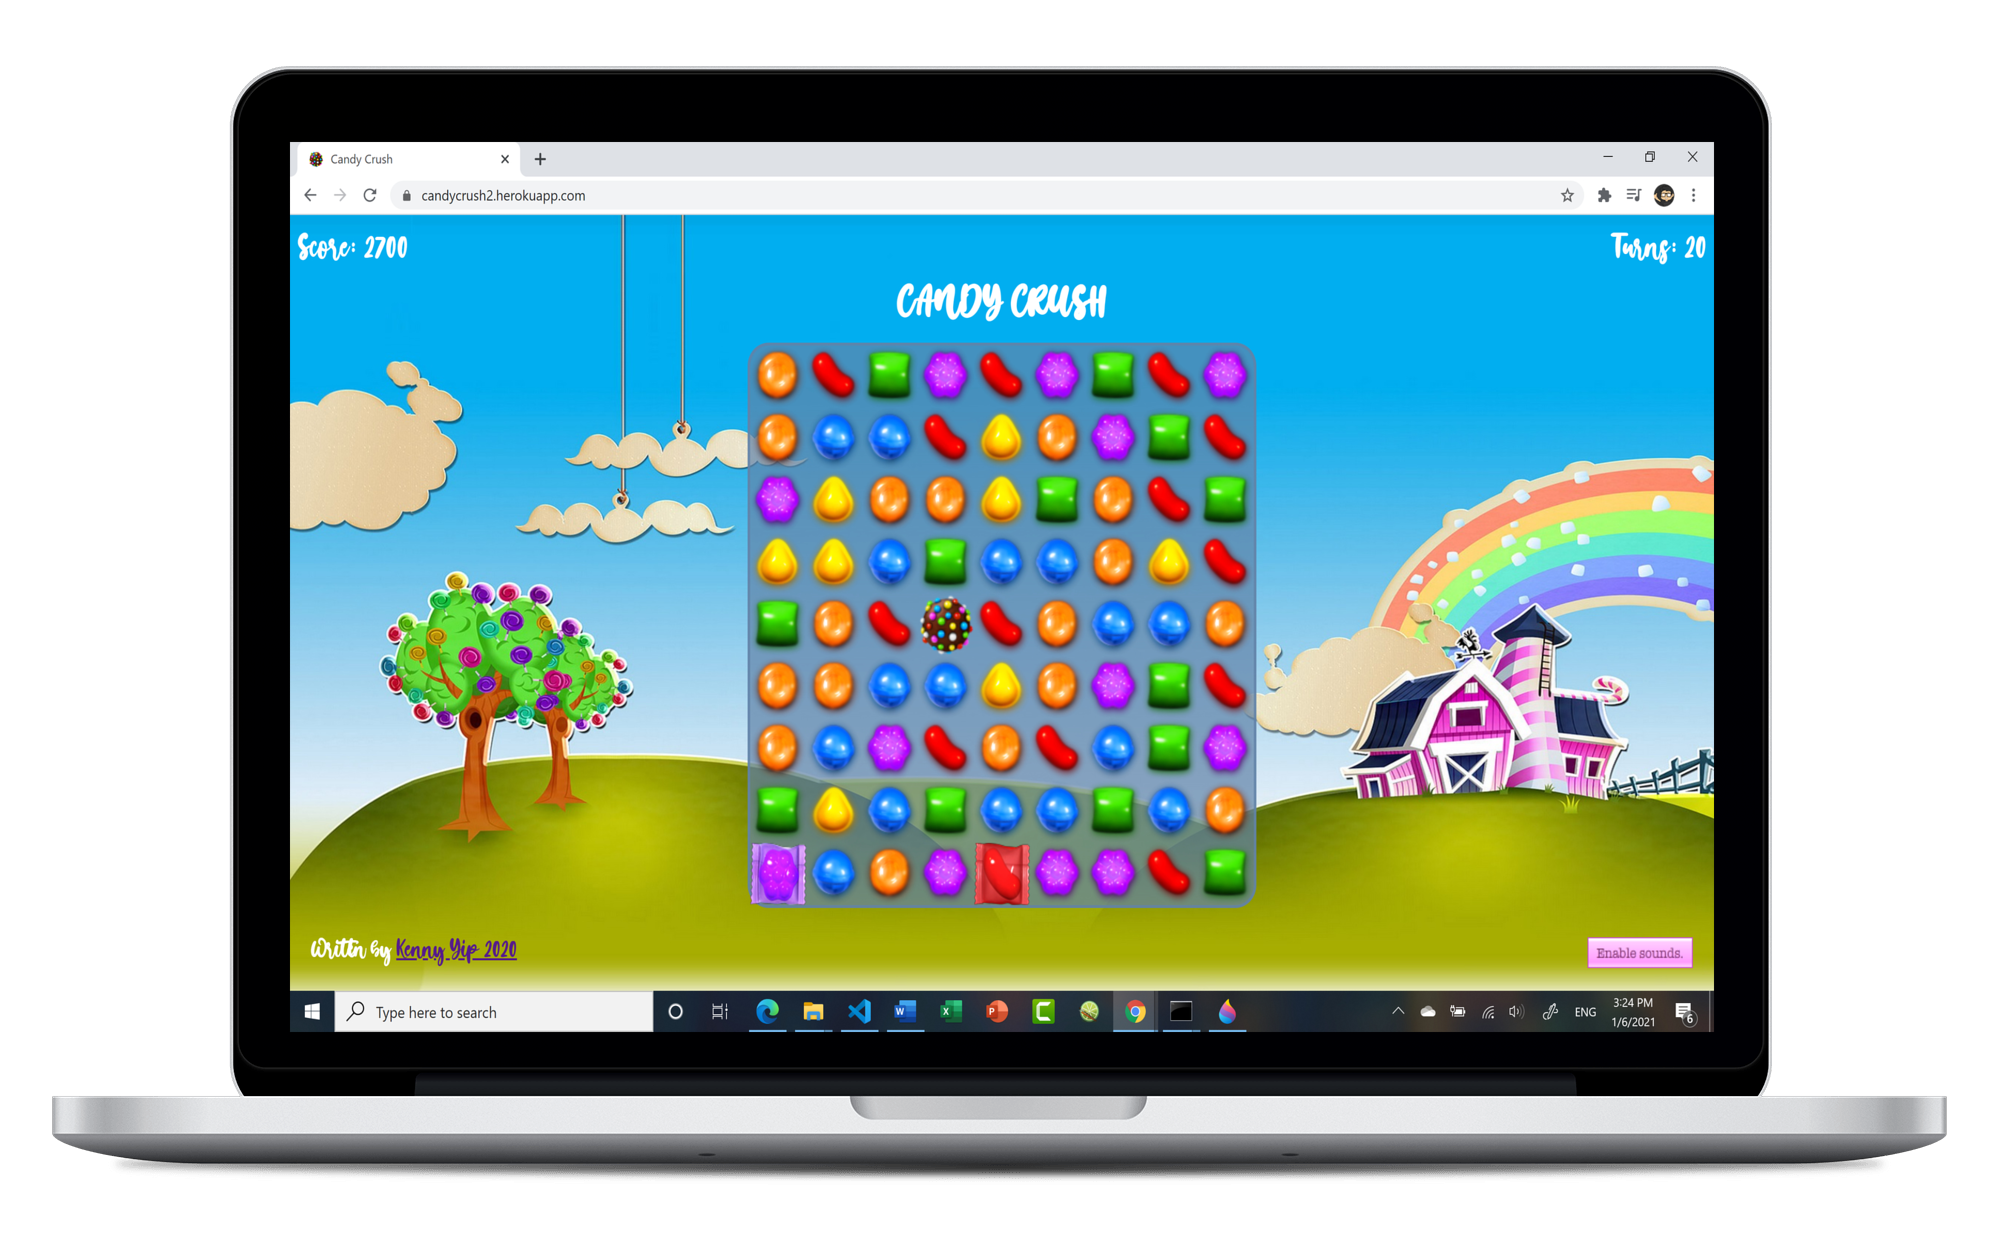 Candy Crush
candycrush2.herokuapp.com
Score: 2700
Turns: 20
CANDY CRUSH
Writtn by Kenny Yip 2020
Enable sounds.
Type here to search
W
X
P
C
ENG
3:24 PM
1/6/2021
6